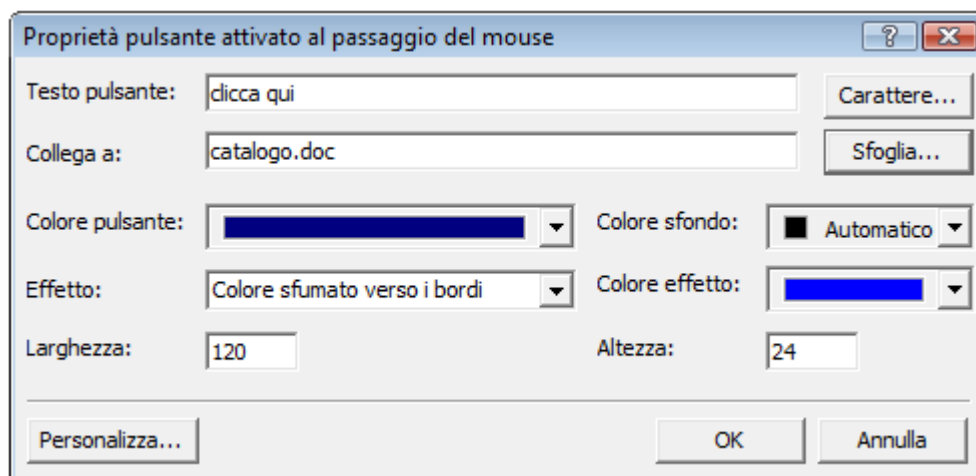 Proprietà pulsante attivato al passaggio del mouse
Testo pulsante: clicca qui Carattere...
Collega a: catalogo.doc Sfoglia...
Colore pulsante: Colore sfondo: Automatico
Effetto: Colore sfumato verso i bordi Colore effetto:
Larghezza: 120 Altezza: 24
Personalizza... OK Annulla